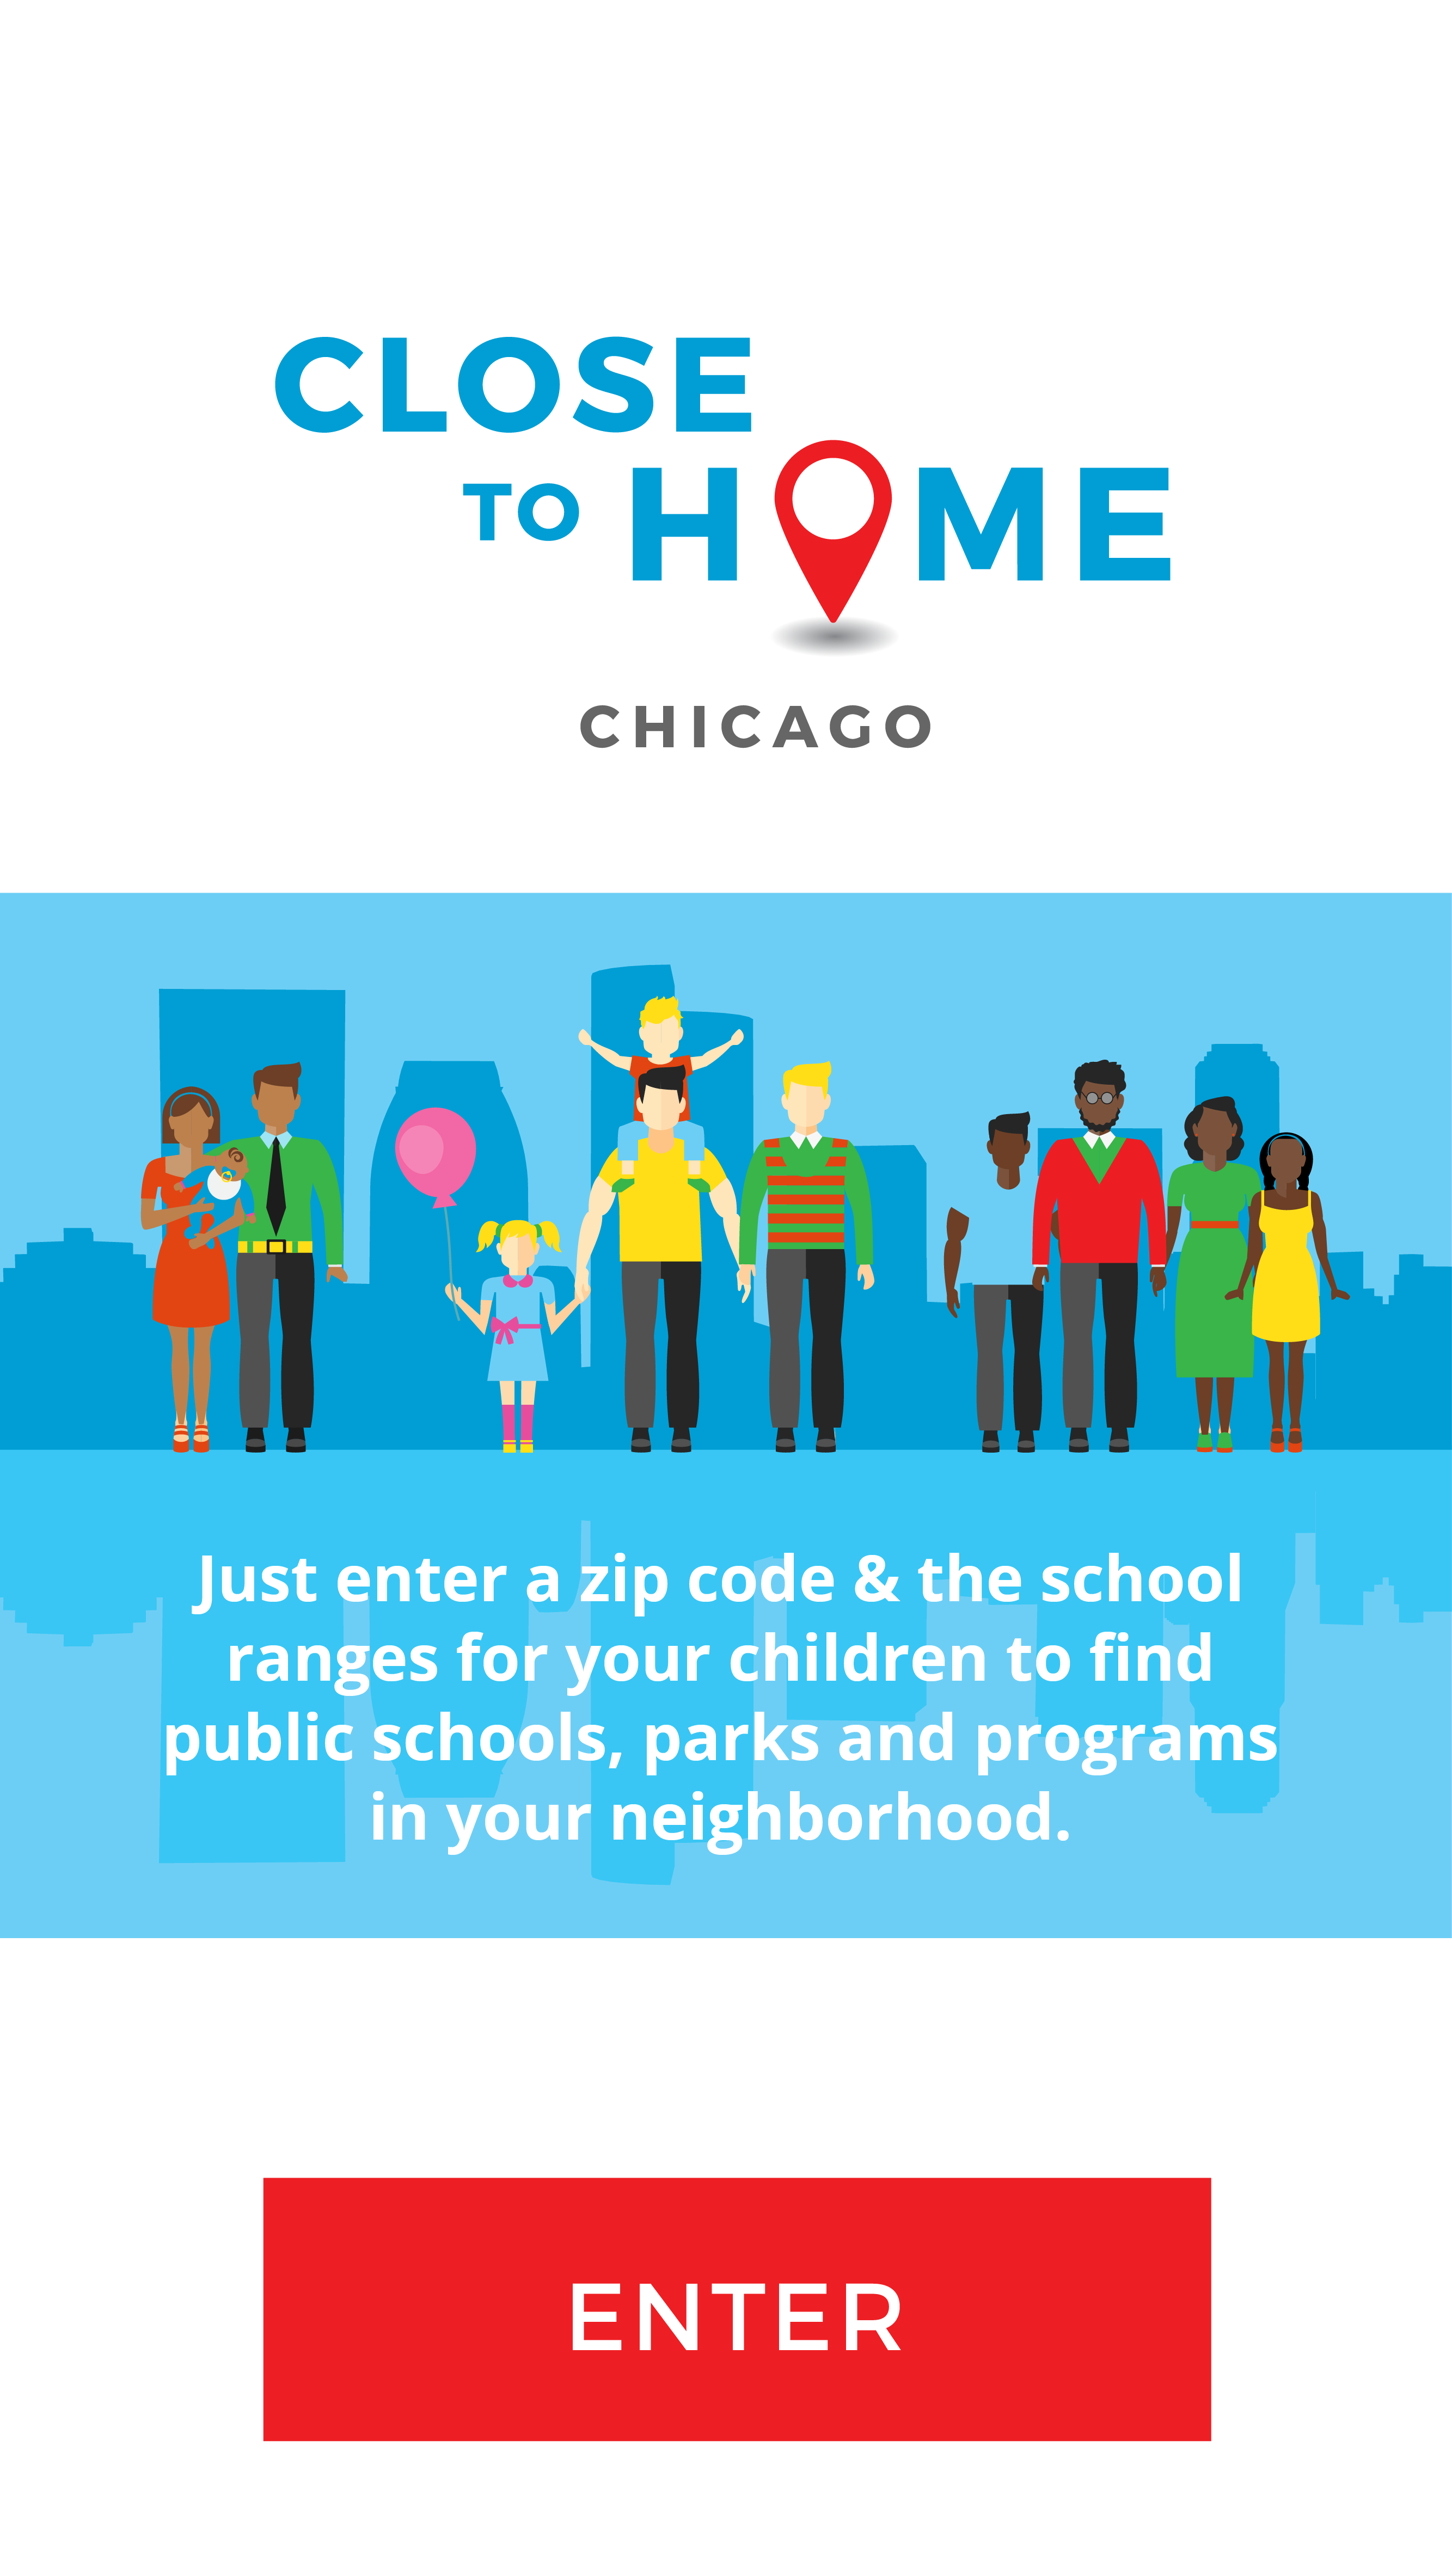 CLOSE
TO HOME
CHICAGO
Just enter a zip code & the school
ranges for your children to find
public schools, parks and programs
in your neighborhood.
ENTER